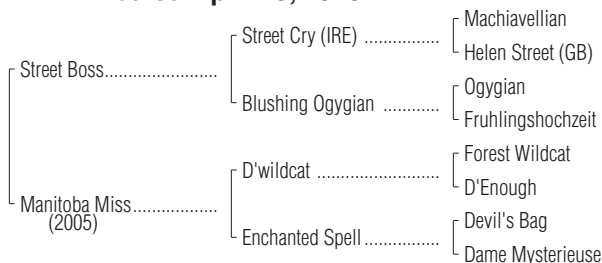 Street Boss
Manitoba Miss
(2005)
Street Cry (IRE)
Blushing Ogygian
D'wildcat
Enchanted Spell
Machiavellian
Helen Street (GB)
Ogygian
Fruhlingshochzeit
Forest Wildcat
D'Enough
Devil's Bag
Dame Mysterieuse